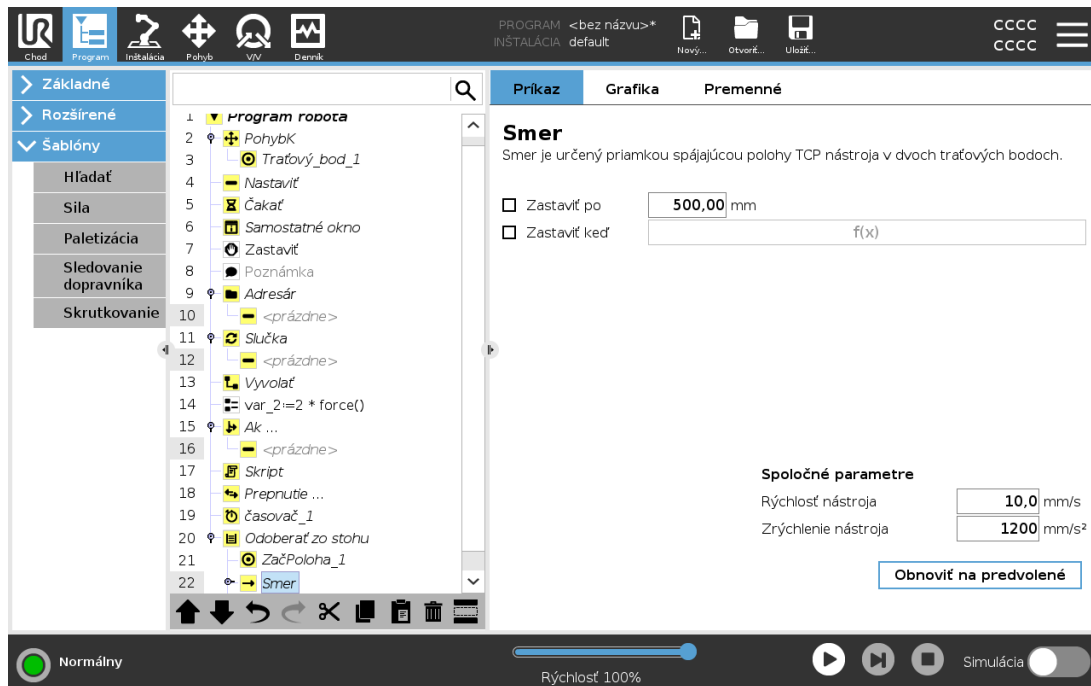 UR
Chod
Program
Inštalácia
Pohyb
V/V
Denník
PROGRAM <bez názvu>*
INŠTALÁCIA default
Nový...
Otvoriť...
Uložiť...
CCCC
CCCC
Základné
Rozšírené
Šablóny
Hľadať
Sila
Paletizácia
Sledovanie
dopravníka
Skrutkovanie
1 Program robota
2 PohybK
3 Traťový_bod_1
4 Nastaviť
5 Čakať
6 Samostatné okno
7 Zastaviť
8 Poznámka
9 Adresár
10 <prázdne>
11 Slučka
12 <prázdne>
13 Vyvolať
14 var_2:=2 * force()
15 Ak ...
16 <prázdne>
17 Skript
18 Prepnutie ...
19 časovač_1
20 Odoberať zo stohu
21 ZačPoloha_1
22 Smer
Príkaz
Grafika
Premenné
Smer
Smer je určený priamkou spájajúcou polohy TCP nástroja v dvoch traťových bodoch.
Zastaviť po 500,00 mm
Zastaviť keď f(x)
Spoločné parametre
Rýchlosť nástroja 10,0 mm/s
Zrýchlenie nástroja 1200 mm/s²
Obnoviť na predvolené
Normálny
Rýchlosť 100%
Simulácia